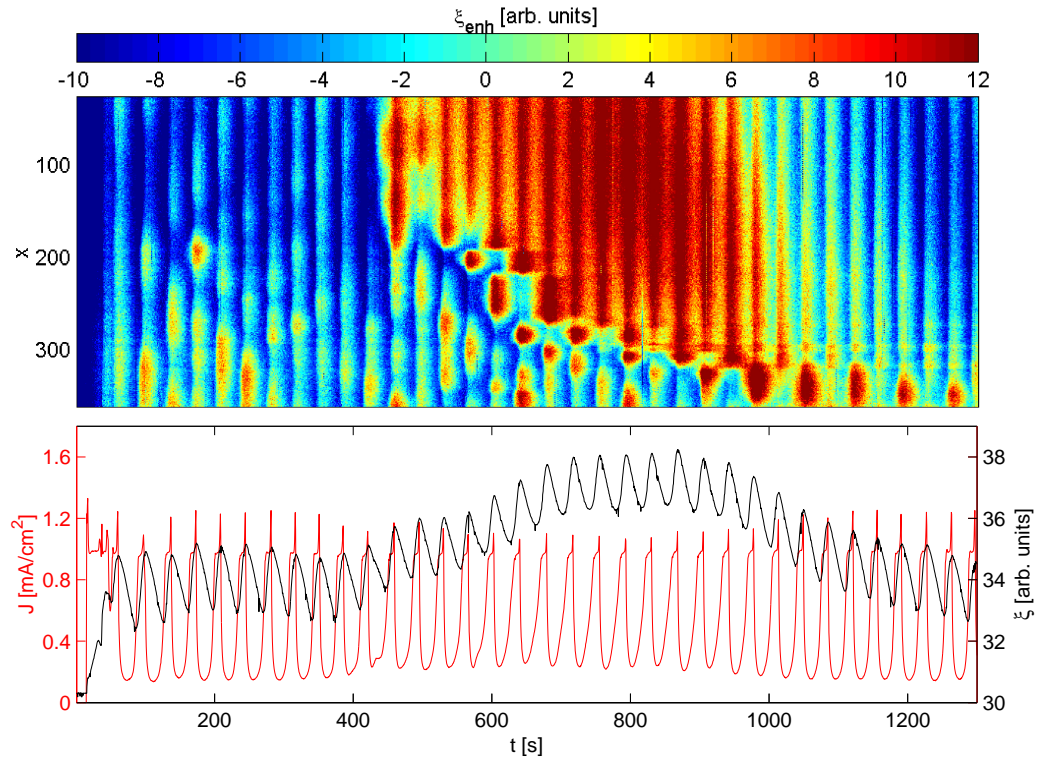 ξ_enh [arb. units]
-10 -8 -6 -4 -2 0 2 4 6 8 10 12
x
100
200
300
J [mA/cm²]
1.6
1.2
0.8
0.4
0
38
36
34
32
30
ξ [arb. units]
200 400 600 800 1000 1200
t [s]